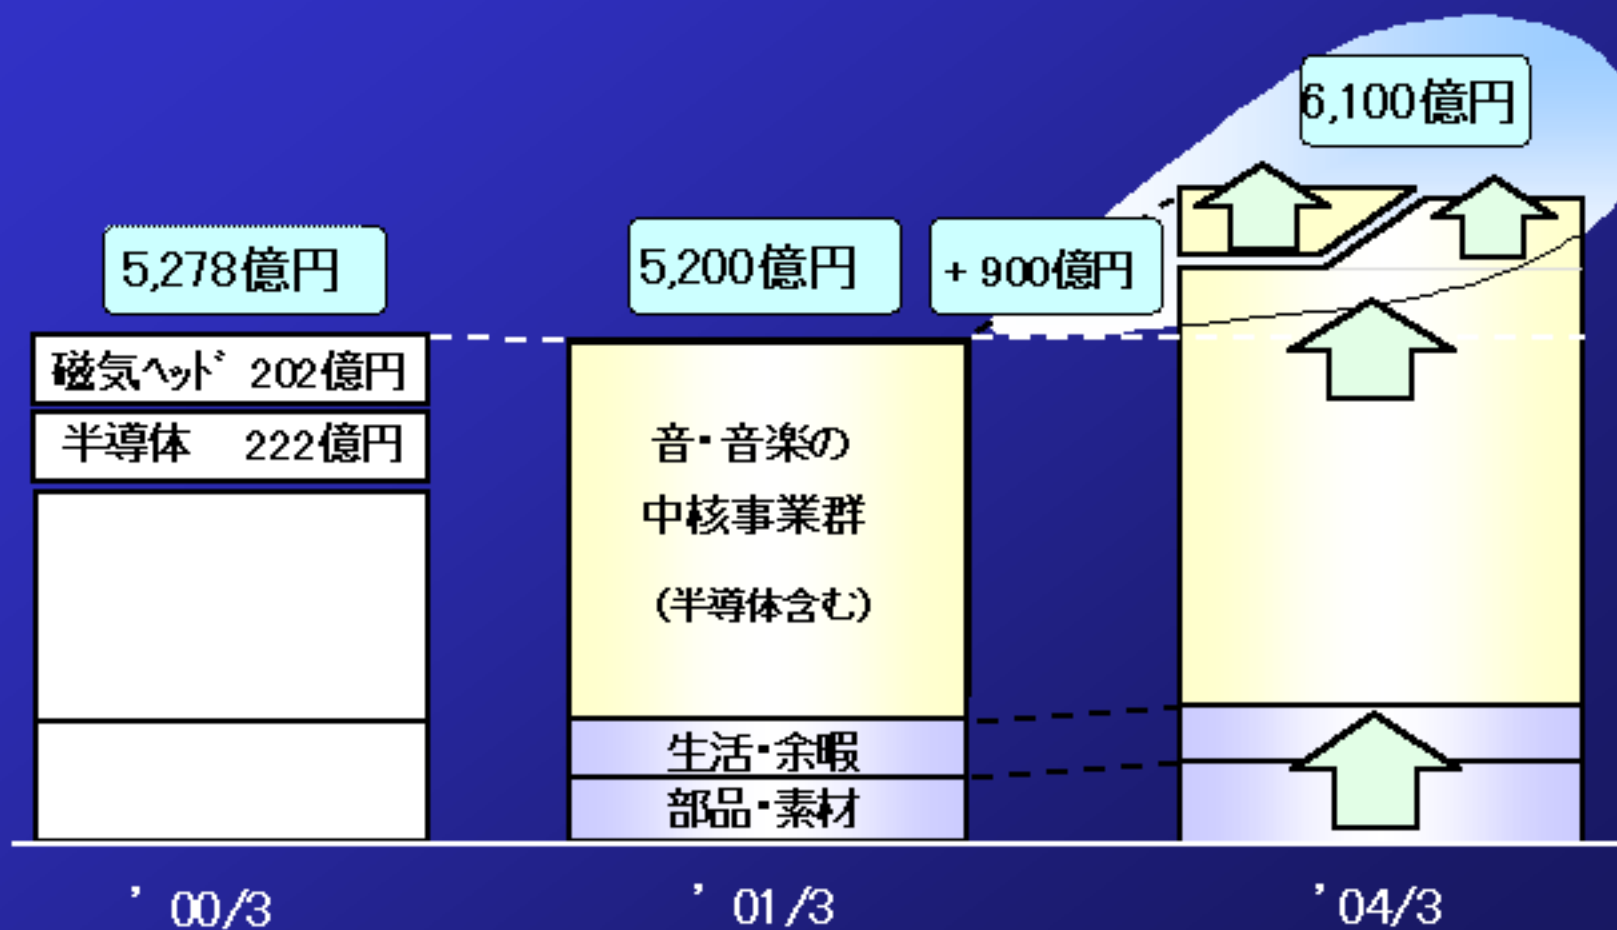 6,100億円
5,278億円
5,200億円
+ 900億円
磁気ヘッド 202億円
半導体 222億円
音・音楽の
中核事業群
(半導体含む)
生活・余暇
部品・素材
’00/3
’01/3
’04/3